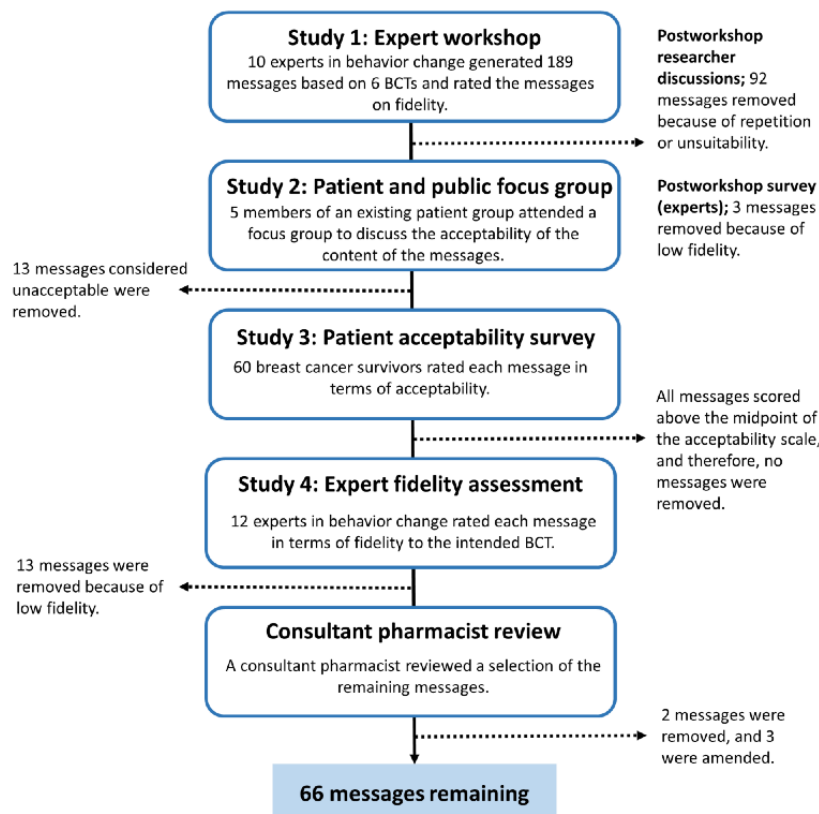 Study 1: Expert workshop
10 experts in behavior change generated 189
messages based on 6 BCTs and rated the messages
on fidelity.
Postworkshop
researcher
discussions; 92
messages removed
because of repetition
or unsuitability.
Study 2: Patient and public focus group
5 members of an existing patient group attended a
focus group to discuss the acceptability of the
content of the messages.
Postworkshop survey
(experts); 3 messages
removed because of
low fidelity.
13 messages considered
unacceptable were
removed.
Study 3: Patient acceptability survey
60 breast cancer survivors rated each message in
terms of acceptability.
All messages scored
above the midpoint of
the acceptability scale,
and therefore, no
messages were
removed.
Study 4: Expert fidelity assessment
12 experts in behavior change rated each message
in terms of fidelity to the intended BCT.
13 messages were
removed because of
low fidelity.
Consultant pharmacist review
A consultant pharmacist reviewed a selection of the
remaining messages.
2 messages were
removed, and 3
were amended.
66 messages remaining